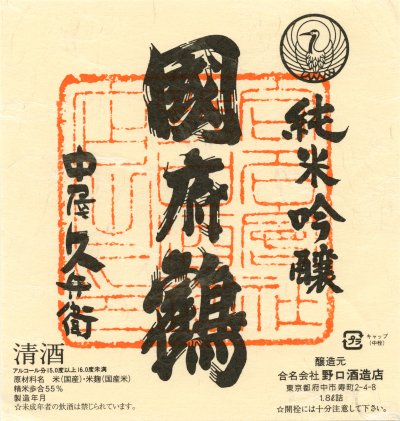 純米吟醸
國府鶴
中屋久兵衛
清酒
アルコール分15.0度以上16.0度未満
原材料名 米(国産)・米麹(国産米)
精米歩合55%
製造年月
☆未成年者の飲酒は禁じられています。
プラ
キャップ
(中栓)
醸造元
合名会社 野口酒造店
東京都府中市寿町2-4-8
1.8ℓ詰
☆開栓には十分注意して下さい。